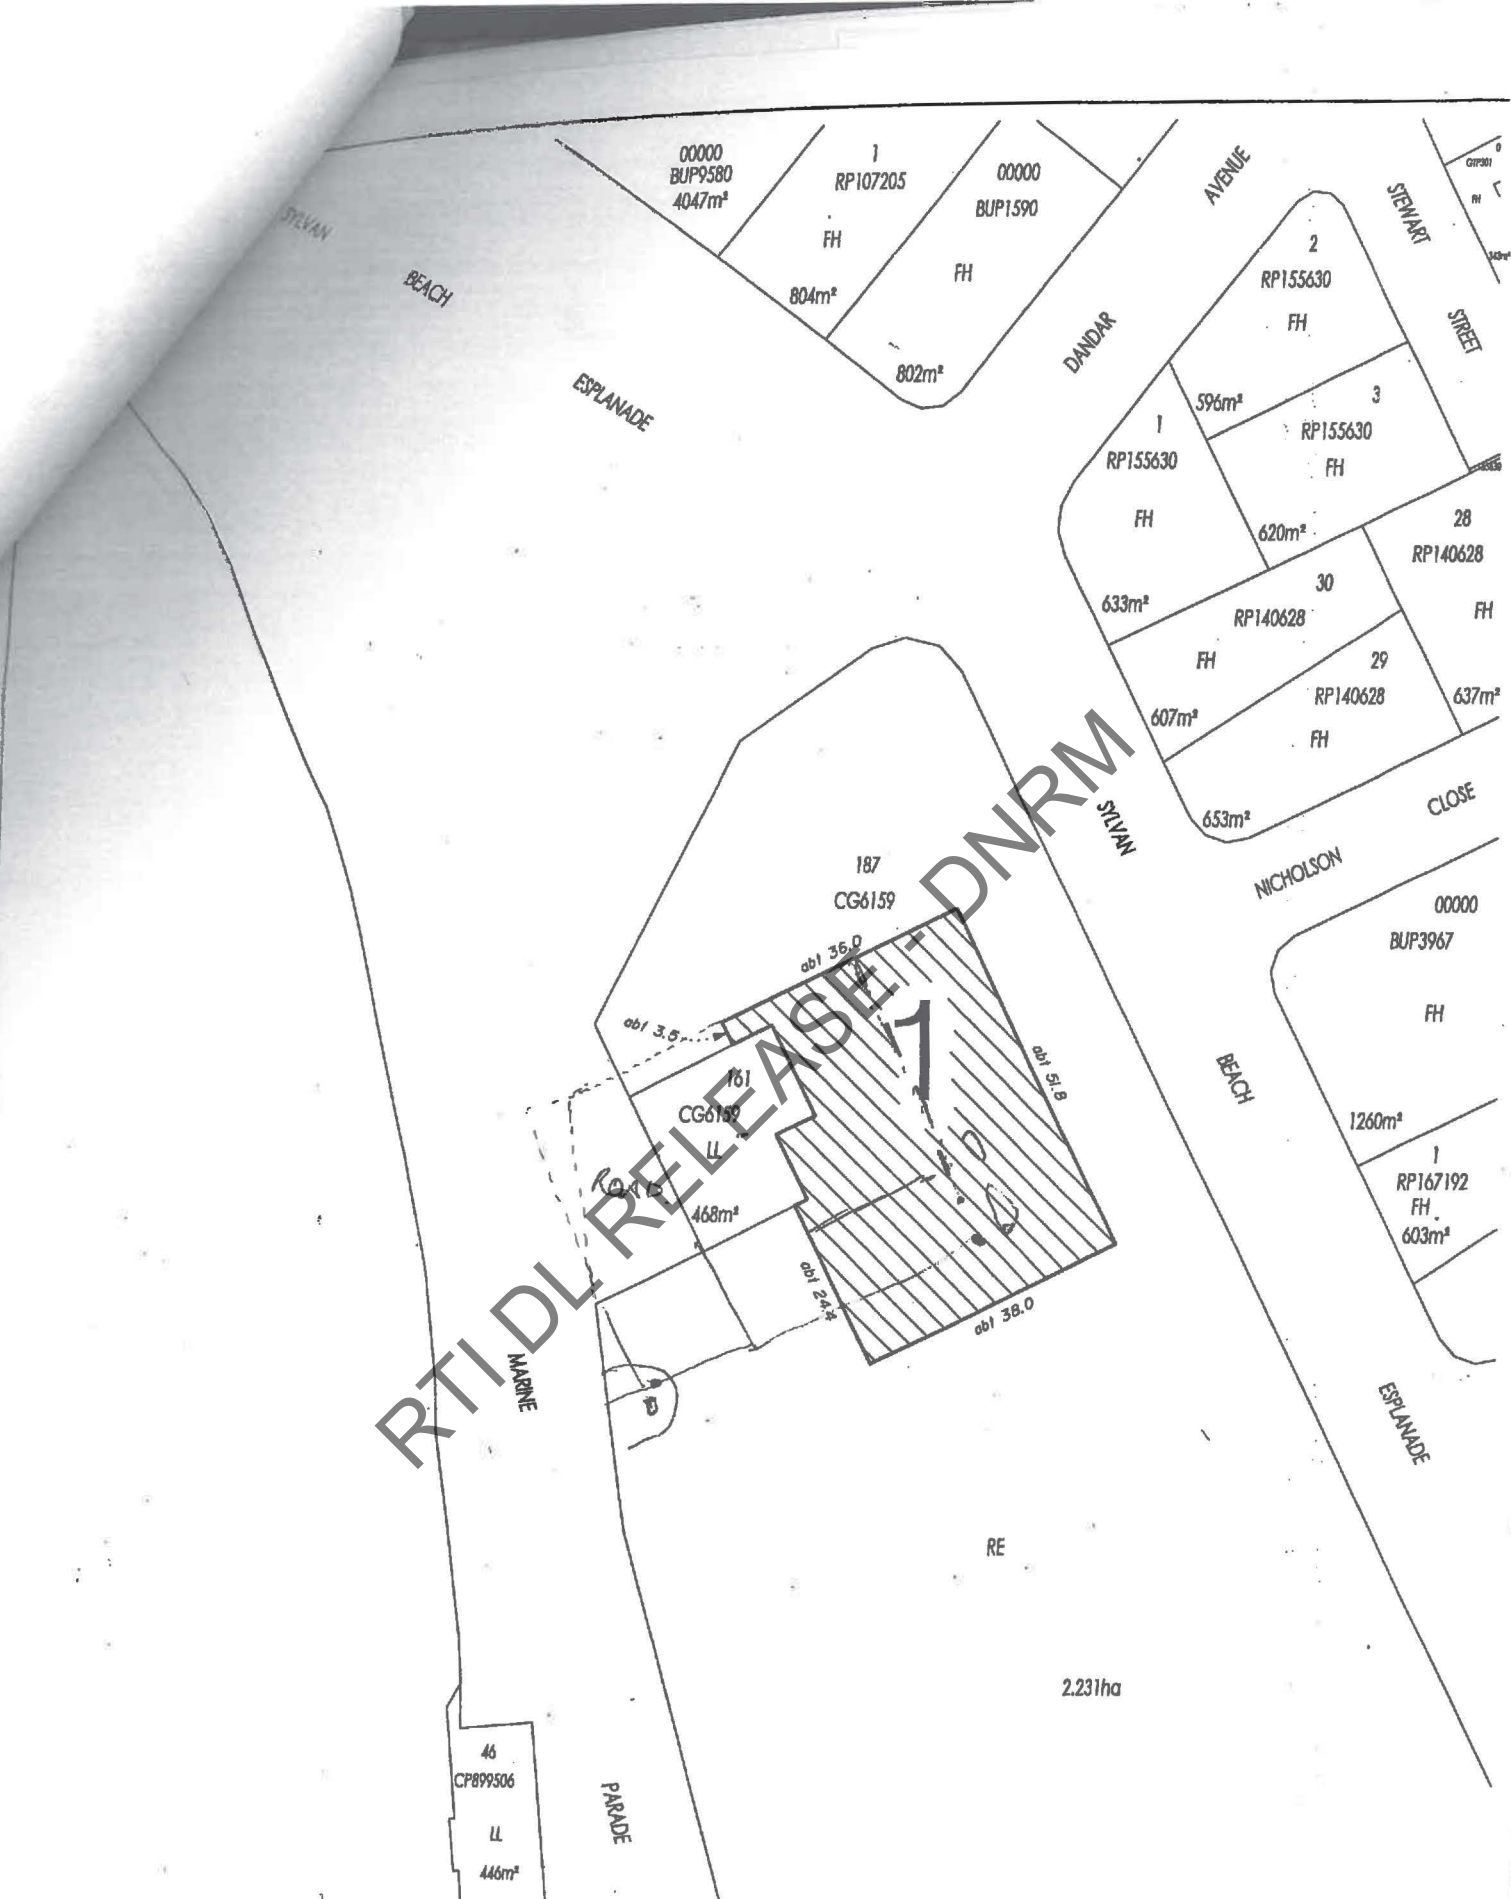 00000
BUP9580
4047m²
1
RP107205
FH
804m²
00000
BUP1590
FH
802m²
SYLVAN
BEACH
ESPLANADE
DANDAR
AVENUE
STEWART
STREET
GTP301
FH
2
RP155630
FH
596m²
3
RP155630
FH
620m²
1
RP155630
FH
633m²
28
RP140628
FH
637m²
30
RP140628
FH
607m²
29
RP140628
FH
653m²
SYLVAN
BEACH
ESPLANADE
NICHOLSON
CLOSE
187
CG6159
abt 36.0
abt 3.5
1
abt 51.8
161
CG6159
LL
468m²
ROAD
abt 24.4
abt 38.0
00000
BUP3967
FH
1260m²
1
RP167192
FH
603m²
MARINE
PARADE
RE
2.231ha
46
CP899506
LL
446m²
RTI DL RELEASE - DNRM